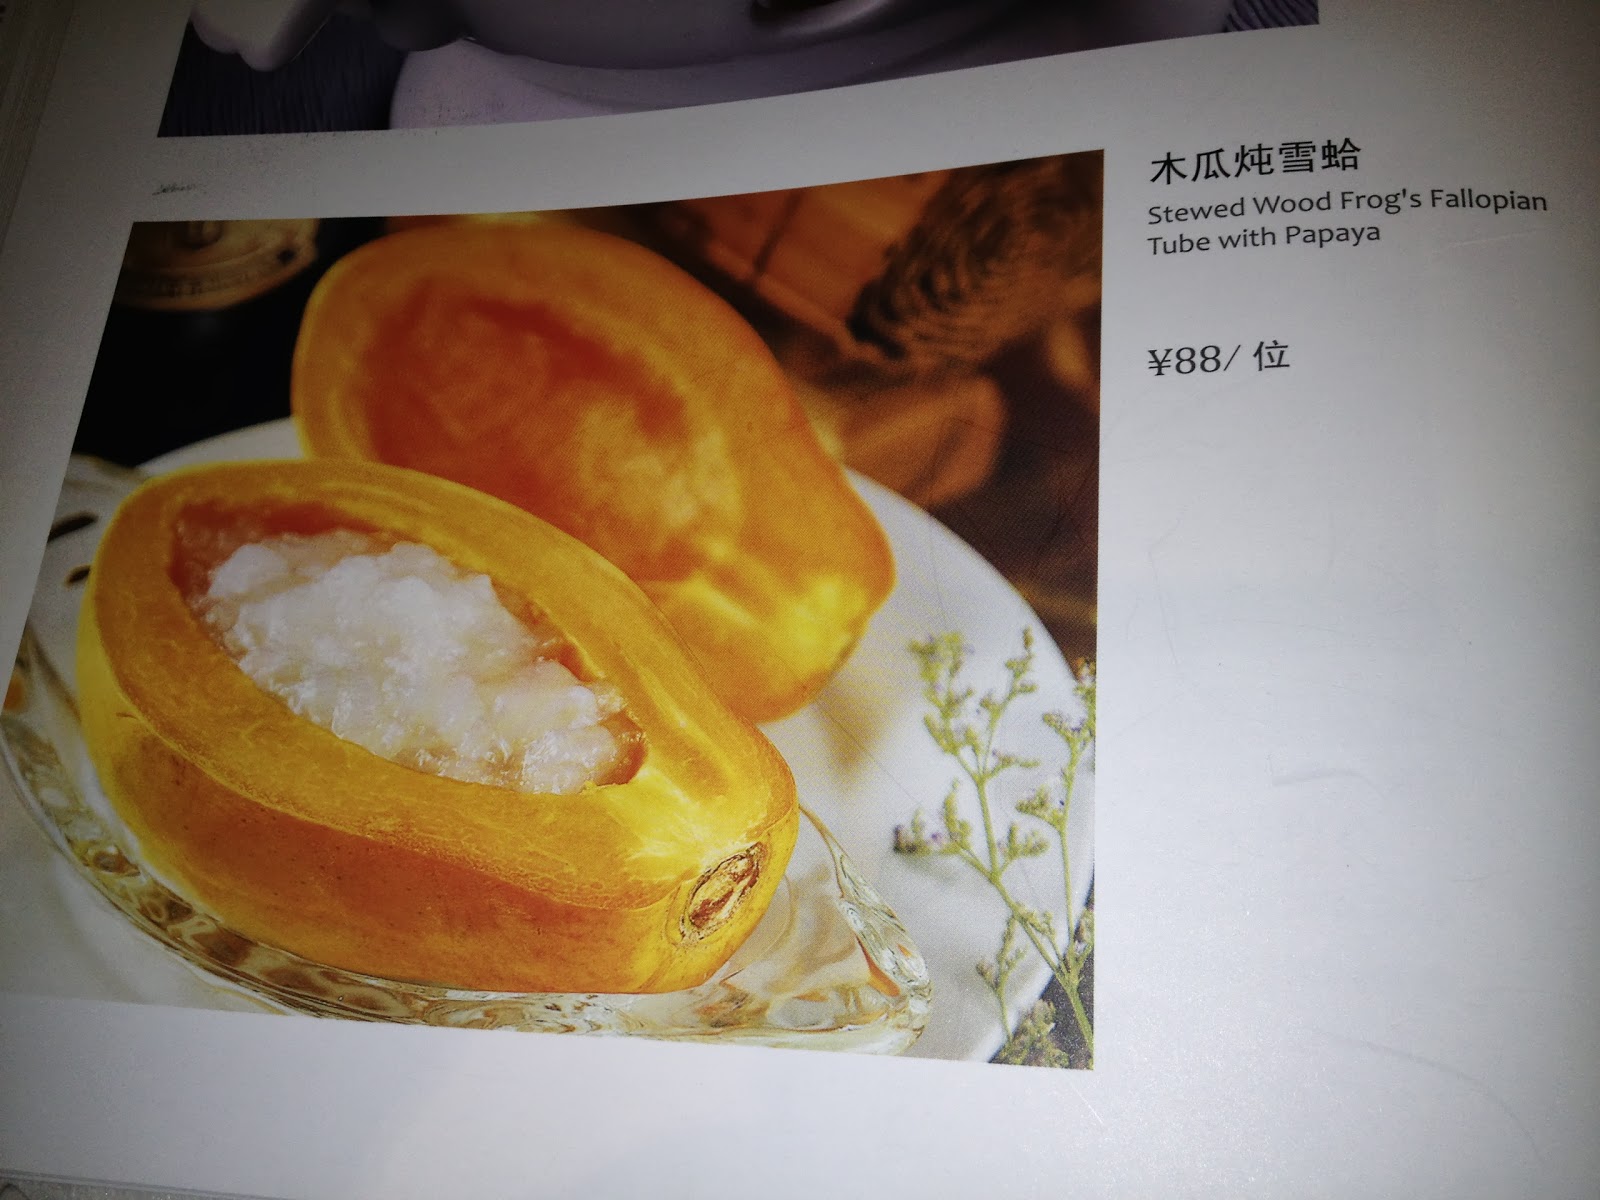 木瓜炖雪蛤
Stewed Wood Frog's Fallopian
Tube with Papaya
¥88/ 位